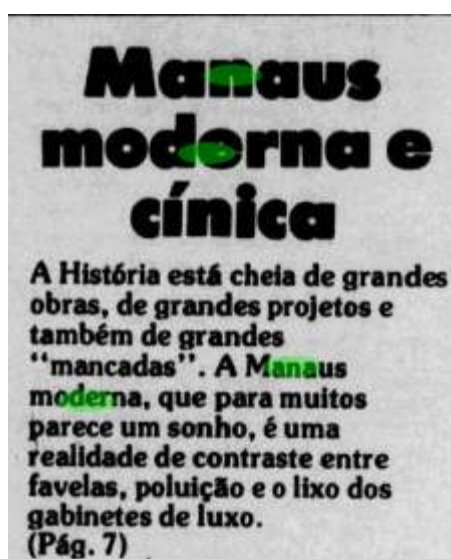 Manaus
moderna e
cínica
A História está cheia de grandes
obras, de grandes projetos e
também de grandes
"mancadas". A Manaus
moderna, que para muitos
parece um sonho, é uma
realidade de contraste entre
favelas, poluição e o lixo dos
gabinetes de luxo.
(Pág. 7)